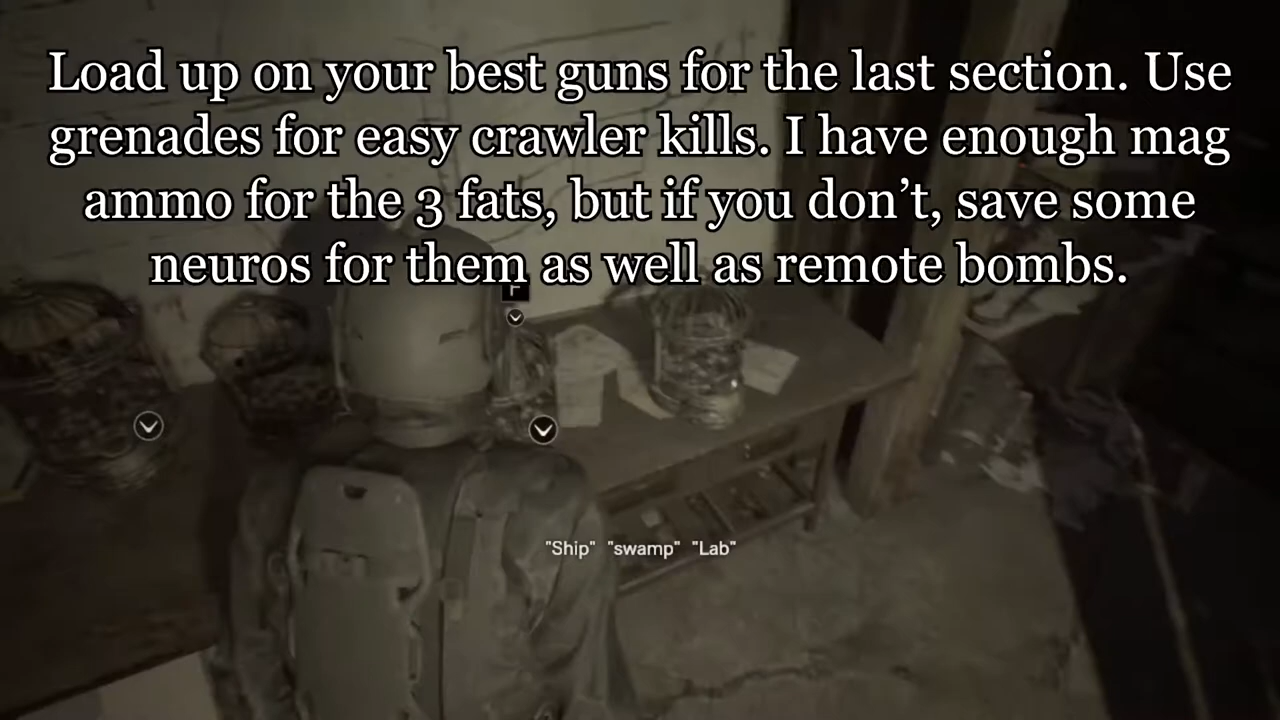 Load up on your best guns for the last section. Use
grenades for easy crawler kills. I have enough mag
ammo for the 3 fats, but if you don’t, save some
neuros for them as well as remote bombs.
F
"Ship" "swamp" "Lab"